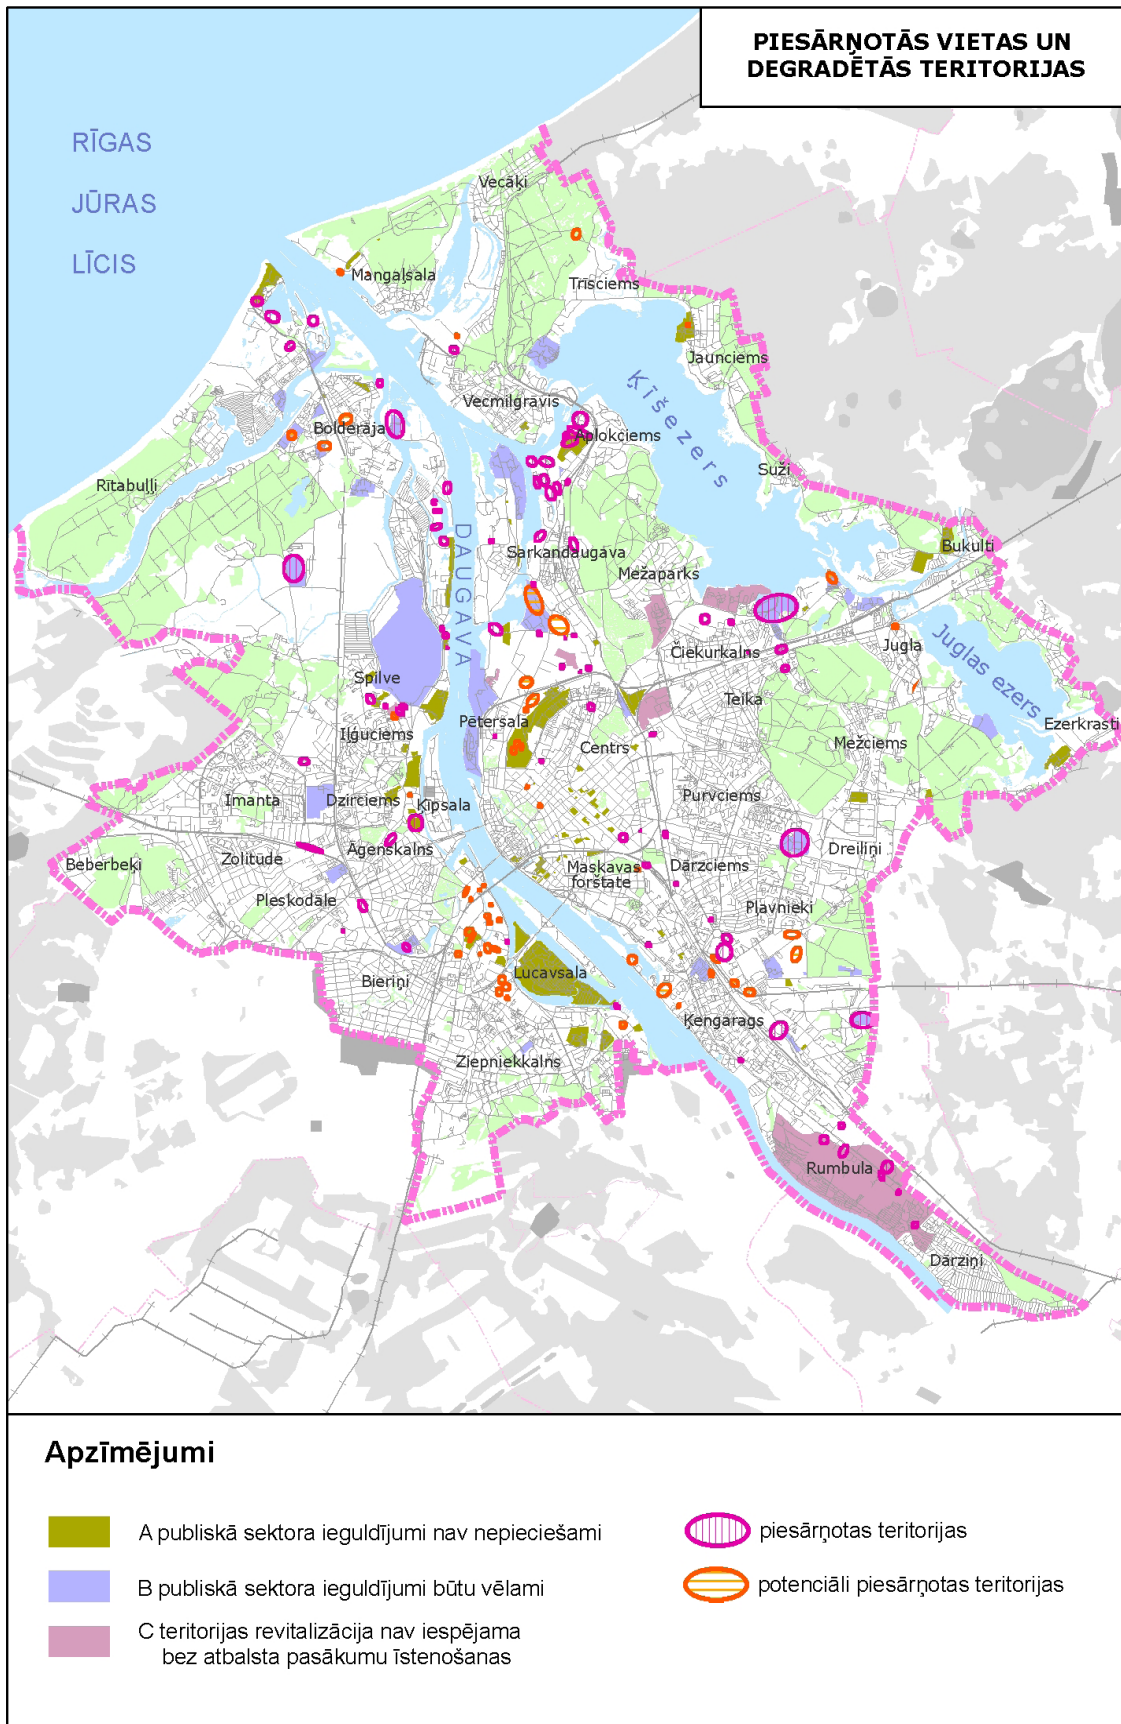 PIESĀRŅOTĀS VIETAS UN
DEGRADĒTĀS TERITORIJAS
RĪGAS
JŪRAS
LĪCIS
Vecāķi
Mangaļsala
Trīsciems
Jaunciems
Ķīšezers
Vecmilgravis
Aplokciems
Bolderāja
Suži
Rītabuļļi
DAUGAVA
Bukulti
Sarkandaugava
Mežaparks
Juglas ezers
Čiekurkalns
Jugla
Spilve
Teika
Pētersala
Ezerkrasti
Iļģuciems
Centrs
Mežciems
Imanta
Dzirciems
Ķīpsala
Purvciems
Āgenskalns
Dreiliņi
Beberbeķi
Zolitūde
Maskavas
forštate
Dārzciems
Pleskodāle
Pļavnieki
Bieriņi
Lucavsala
Ķengarags
Ziepniekkalns
Rumbula
Dārziņi
Apzīmējumi
A publiskā sektora ieguldījumi nav nepieciešami
B publiskā sektora ieguldījumi būtu vēlami
C teritorijas revitalizācija nav iespējama
bez atbalsta pasākumu īstenošanas
piesārņotas teritorijas
potenciāli piesārņotas teritorijas